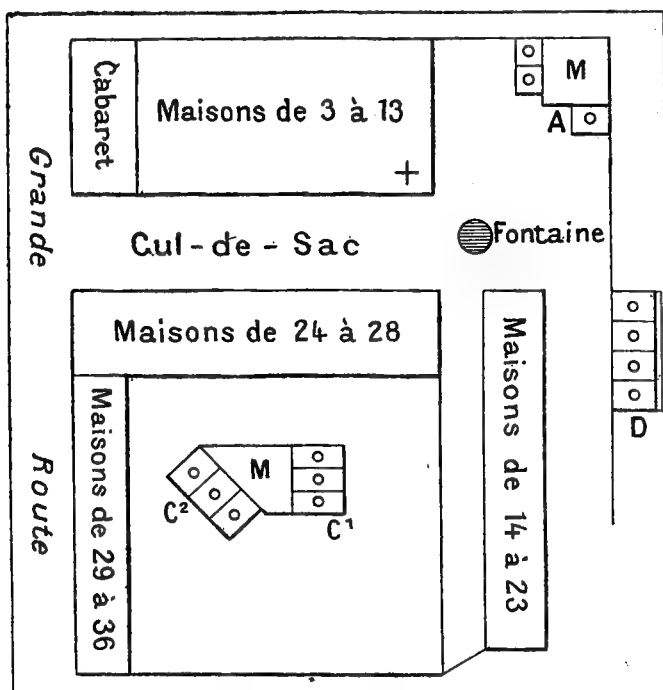 Cabaret
Maisons de 3 à 13
M
A
Grande
Cul-de-Sac
Fontaine
Maisons de 24 à 28
Maisons de 14 à 23
D
Route
Maisons de 29 à 36
M
C²
C¹